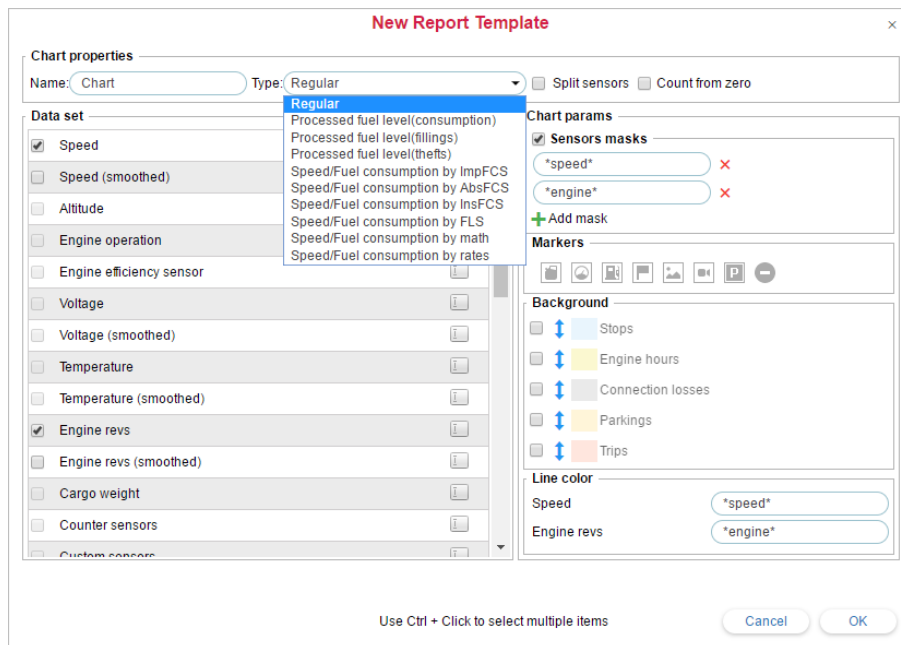 New Report Template
×
Chart properties
Name: Chart Type: Regular Split sensors Count from zero
Regular
Processed fuel level(consumption)
Processed fuel level(fillings)
Processed fuel level(thefts)
Speed/Fuel consumption by ImpFCS
Speed/Fuel consumption by AbsFCS
Speed/Fuel consumption by InsFCS
Speed/Fuel consumption by FLS
Speed/Fuel consumption by math
Speed/Fuel consumption by rates
Data set
Speed
Speed (smoothed)
Altitude
Engine operation
Engine efficiency sensor
Voltage
Voltage (smoothed)
Temperature
Temperature (smoothed)
Engine revs
Engine revs (smoothed)
Cargo weight
Counter sensors
Custom sensors
Chart params
Sensors masks
*speed*
*engine*
Add mask
Markers
P
Background
Stops
Engine hours
Connection losses
Parkings
Trips
Line color
Speed *speed*
Engine revs *engine*
Use Ctrl + Click to select multiple items
Cancel OK